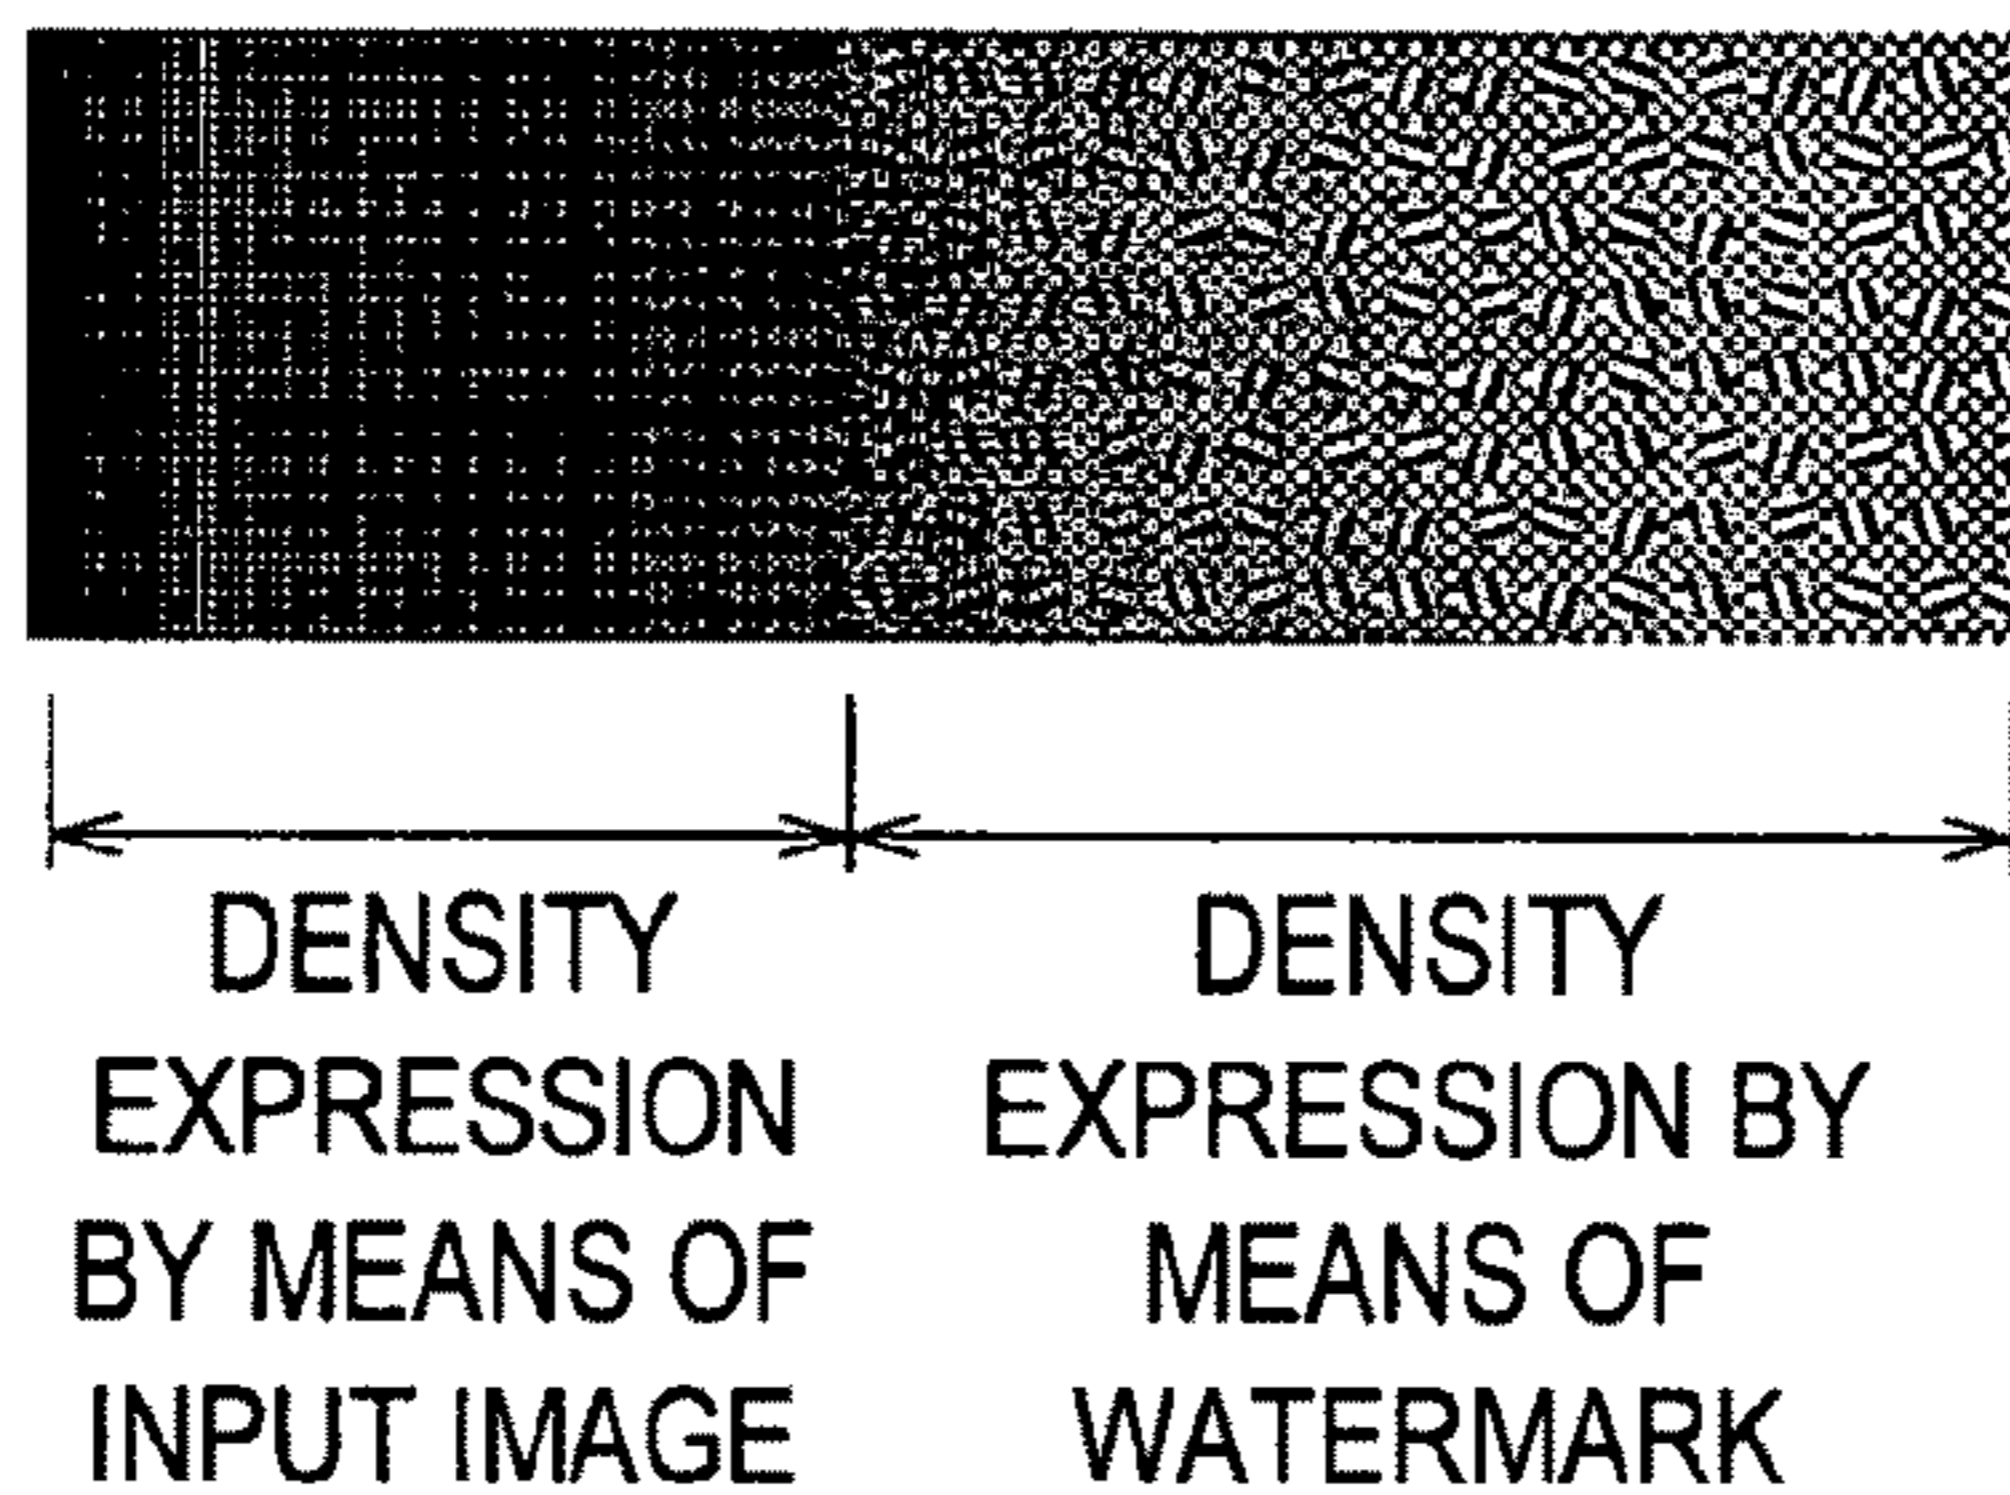 DENSITY
EXPRESSION
BY MEANS OF
INPUT IMAGE
DENSITY
EXPRESSION BY
MEANS OF
WATERMARK